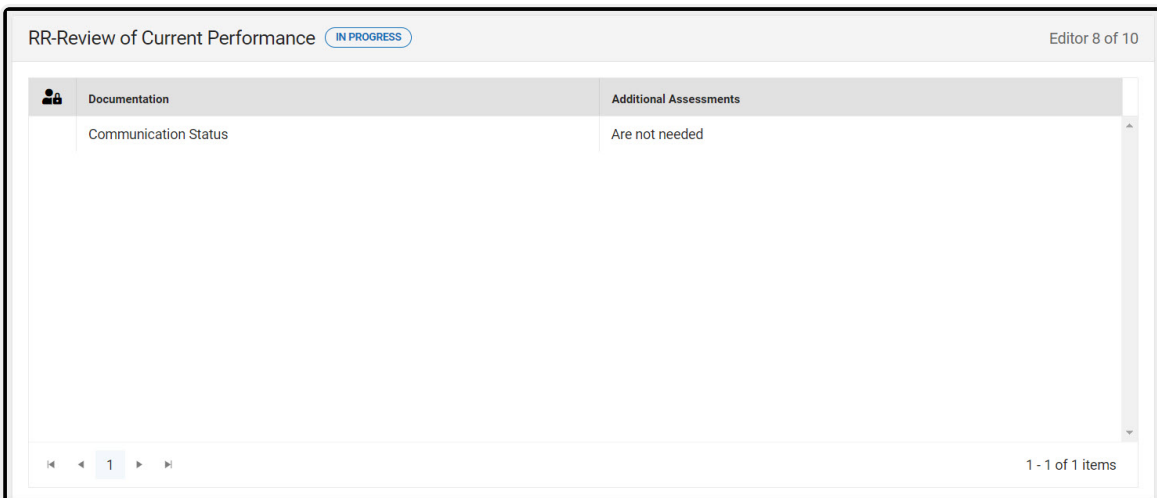 RR-Review of Current Performance IN PROGRESS Editor 8 of 10
Documentation Additional Assessments
Communication Status Are not needed
1 1 - 1 of 1 items